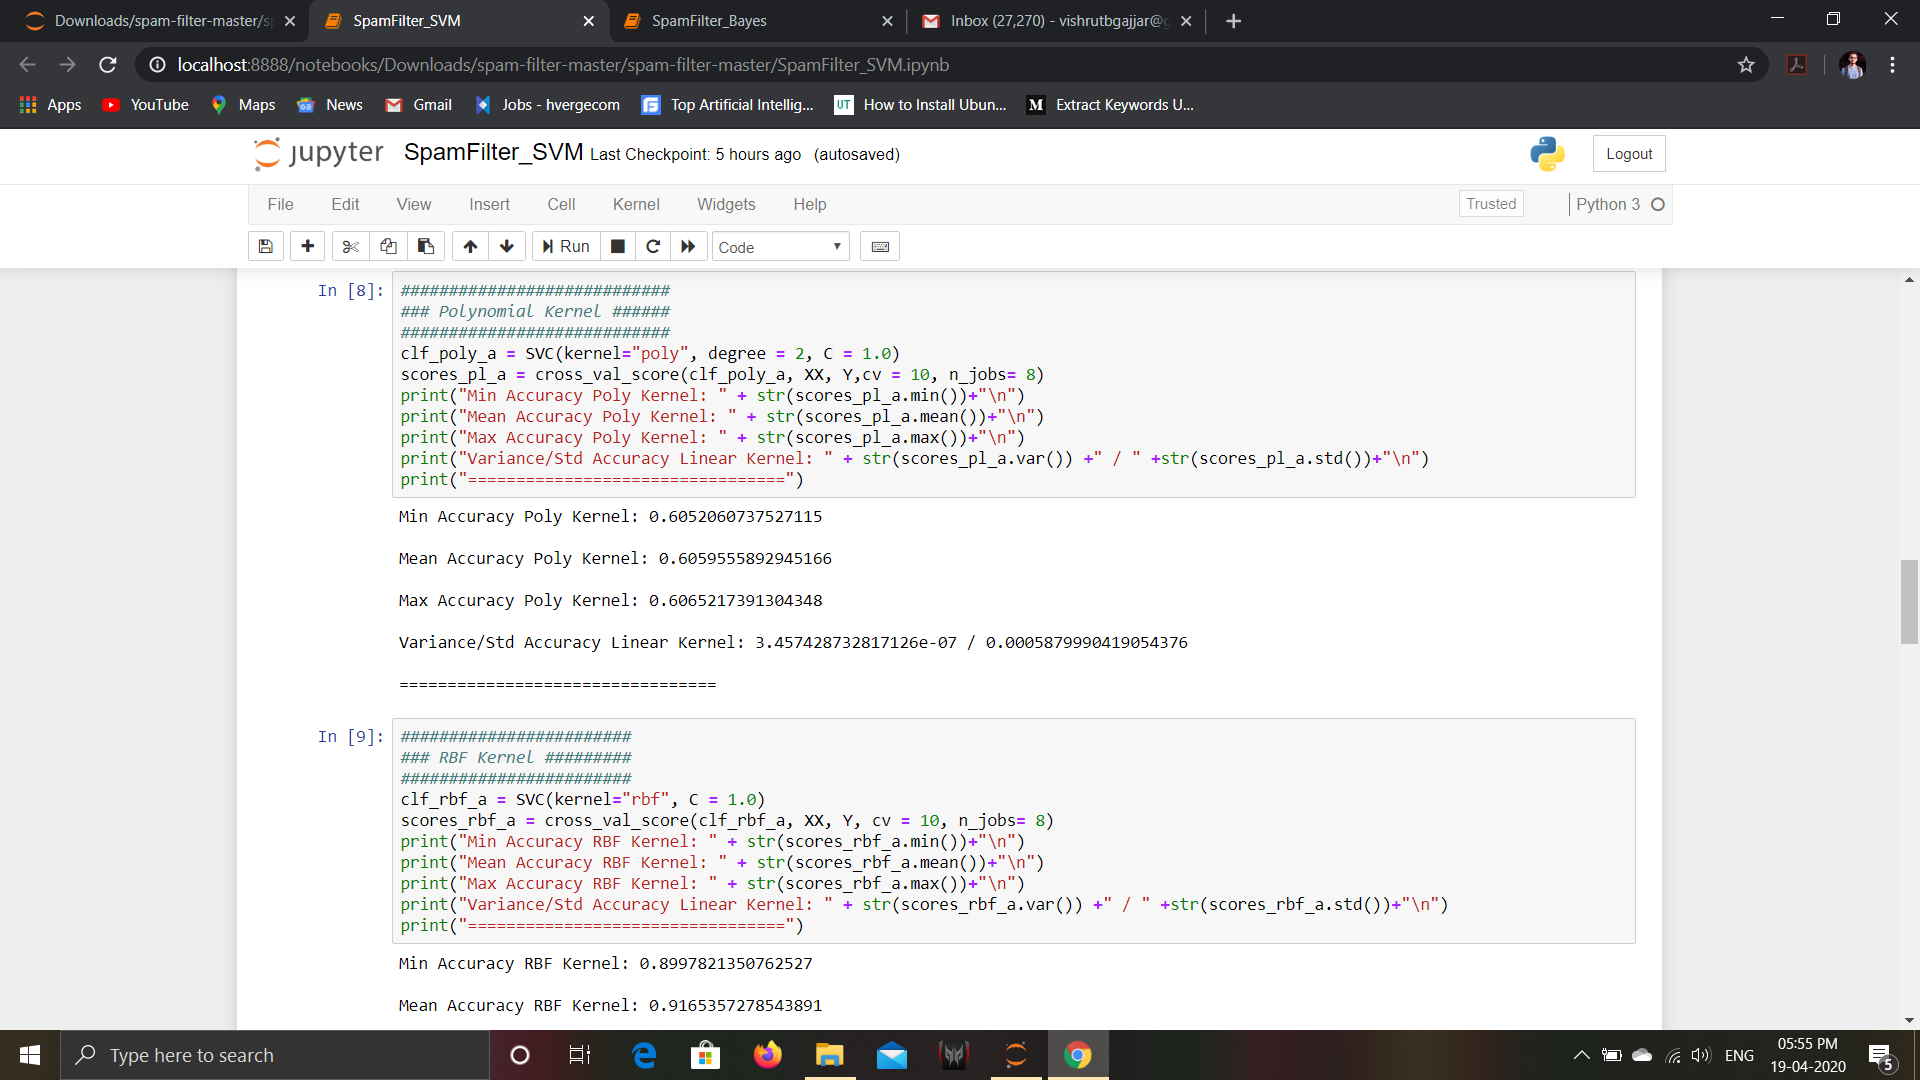 Downloads/spam-filter-master/s
SpamFilter_SVM
SpamFilter_Bayes
Inbox (27,270) - vishrutbgajjar@g
localhost:8888/notebooks/Downloads/spam-filter-master/spam-filter-master/SpamFilter_SVM.ipynb
Apps YouTube Maps News Gmail Jobs - hvergecom Top Artificial Intellig... How to Install Ubun... Extract Keywords U...
jupyter SpamFilter_SVM Last Checkpoint: 5 hours ago (autosaved) Logout
File Edit View Insert Cell Kernel Widgets Help Trusted Python 3
Run Code
In [8]: ############################
### Polynomial Kernel ######
############################
clf_poly_a = SVC(kernel="poly", degree = 2, C = 1.0)
scores_pl_a = cross_val_score(clf_poly_a, XX, Y,cv = 10, n_jobs= 8)
print("Min Accuracy Poly Kernel: " + str(scores_pl_a.min())+"\n")
print("Mean Accuracy Poly Kernel: " + str(scores_pl_a.mean())+"\n")
print("Max Accuracy Poly Kernel: " + str(scores_pl_a.max())+"\n")
print("Variance/Std Accuracy Linear Kernel: " + str(scores_pl_a.var()) +" / " +str(scores_pl_a.std())+"\n")
print("=================================")
Min Accuracy Poly Kernel: 0.6052060737527115
Mean Accuracy Poly Kernel: 0.6059555892945166
Max Accuracy Poly Kernel: 0.6065217391304348
Variance/Std Accuracy Linear Kernel: 3.457428732817126e-07 / 0.0005879990419054376
=================================
In [9]: ########################
### RBF Kernel #########
########################
clf_rbf_a = SVC(kernel="rbf", C = 1.0)
scores_rbf_a = cross_val_score(clf_rbf_a, XX, Y, cv = 10, n_jobs= 8)
print("Min Accuracy RBF Kernel: " + str(scores_rbf_a.min())+"\n")
print("Mean Accuracy RBF Kernel: " + str(scores_rbf_a.mean())+"\n")
print("Max Accuracy RBF Kernel: " + str(scores_rbf_a.max())+"\n")
print("Variance/Std Accuracy Linear Kernel: " + str(scores_rbf_a.var()) +" / " +str(scores_rbf_a.std())+"\n")
print("=================================")
Min Accuracy RBF Kernel: 0.8997821350762527
Mean Accuracy RBF Kernel: 0.9165357278543891
Type here to search
ENG
05:55 PM
19-04-2020
5